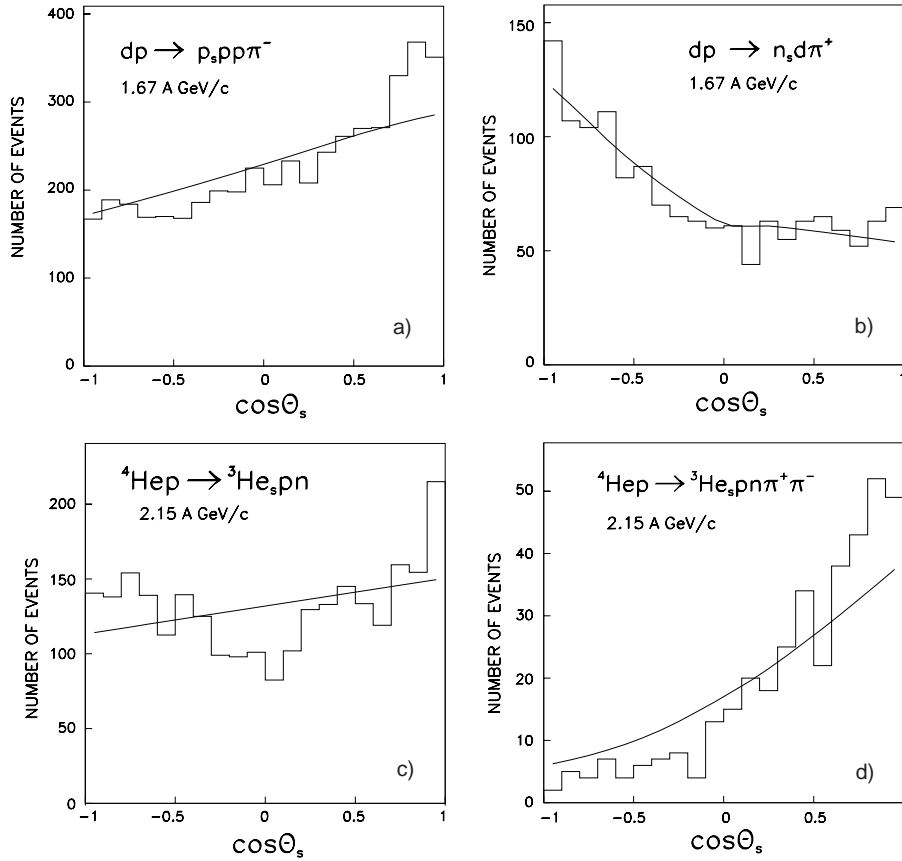 dp → pₛppπ⁻
1.67 A GeV/c
NUMBER OF EVENTS
400
300
200
100
0
-1
-0.5
0
0.5
1
cosΘₛ
a)
dp → nₛdπ⁺
1.67 A GeV/c
NUMBER OF EVENTS
150
100
50
0
-1
-0.5
0
0.5
1
cosΘₛ
b)
⁴Hep → ³Heₛpn
2.15 A GeV/c
NUMBER OF EVENTS
200
150
100
50
0
-1
-0.5
0
0.5
1
cosΘₛ
c)
⁴Hep → ³Heₛpnπ⁺π⁻
2.15 A GeV/c
NUMBER OF EVENTS
50
40
30
20
10
0
-1
-0.5
0
0.5
1
cosΘₛ
d)